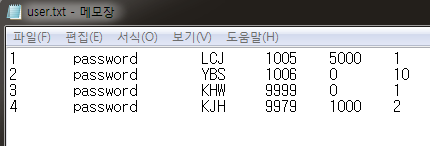 user.txt - 메모장
파일(F) 편집(E) 서식(O) 보기(V) 도움말(H)
1 password LCJ 1005 5000 1
2 password YBS 1006 0 10
3 password KHW 9999 0 1
4 password KJH 9979 1000 2